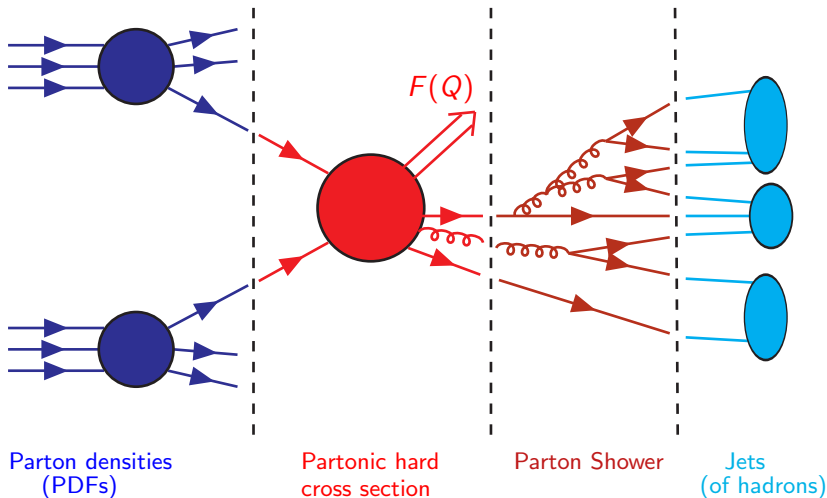 F(Q)
Parton densities
(PDFs)
Partonic hard
cross section
Parton Shower
Jets
(of hadrons)